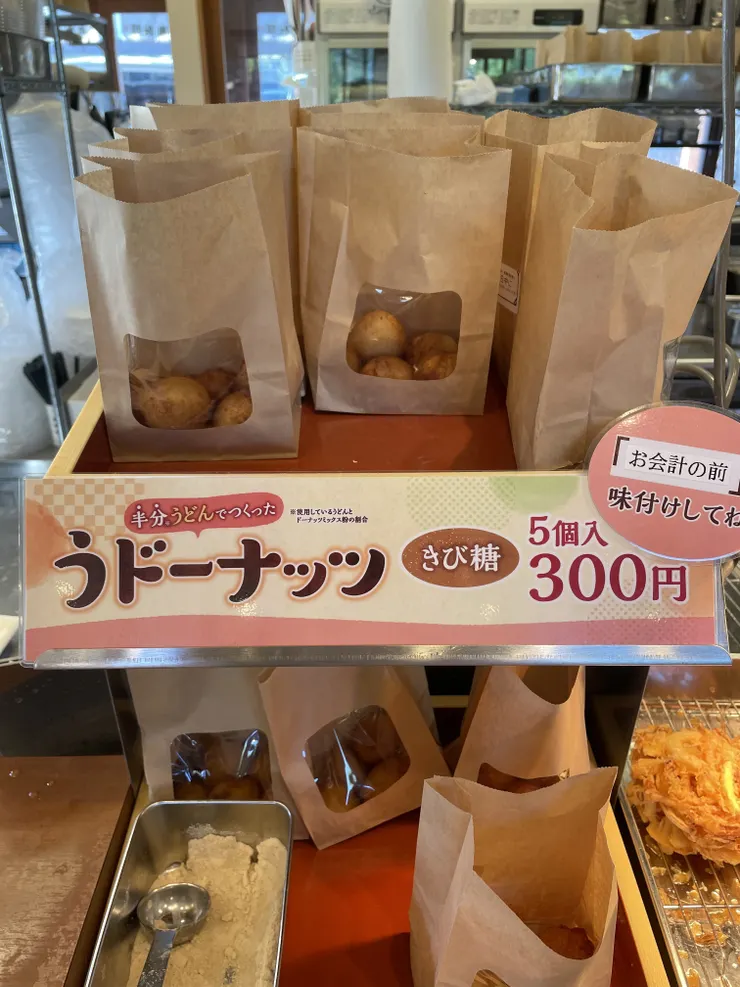 半分、うどんでつくった
※使用しているうどんと
ドーナッツミックス粉の割合
うドーナッツ
きび糖
5個入
300円
「お会計の前」
味付けしてね